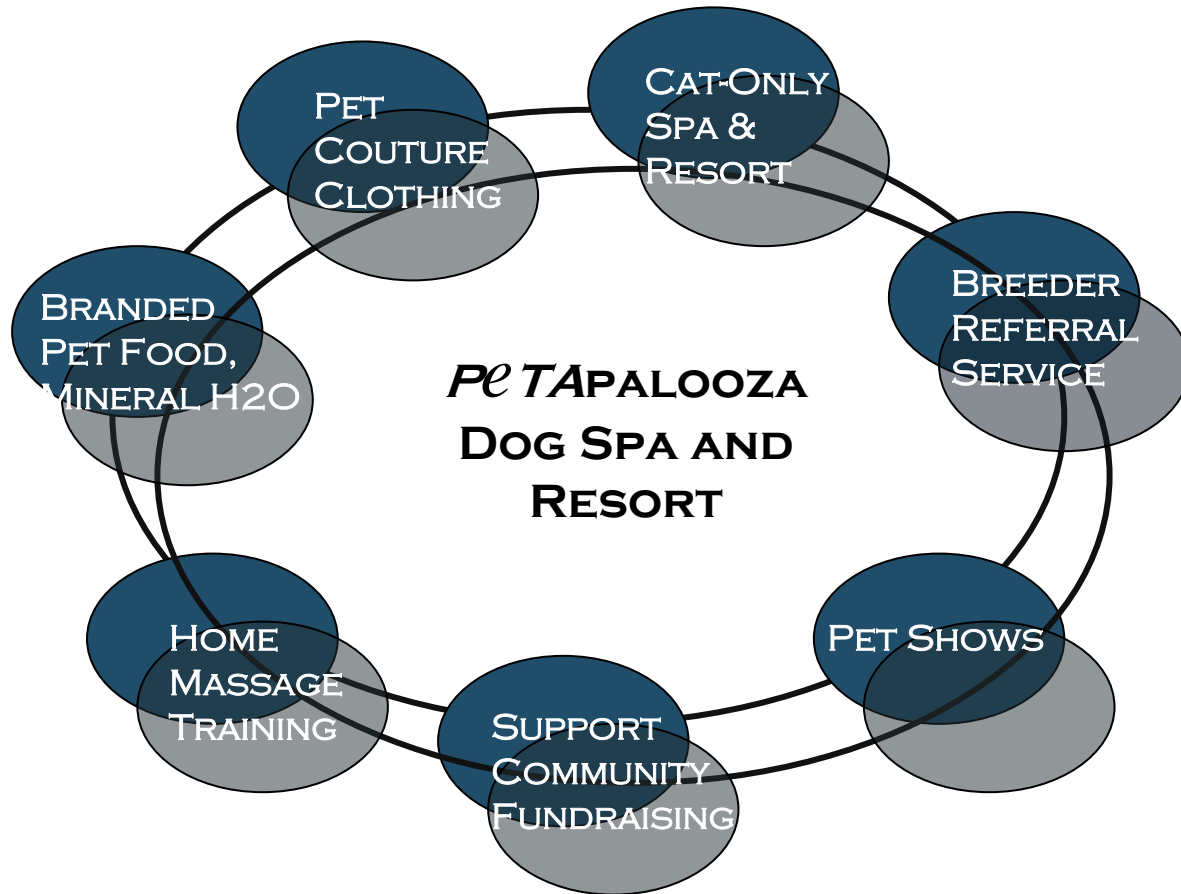 Pet
Couture
Clothing
Cat-Only
Spa &
Resort
Branded
Pet Food,
Mineral H2O
Breeder
Referral
Service
PeTApalooza
Dog Spa and
Resort
Home
Massage
Training
Support
Community
Fundraising
Pet Shows